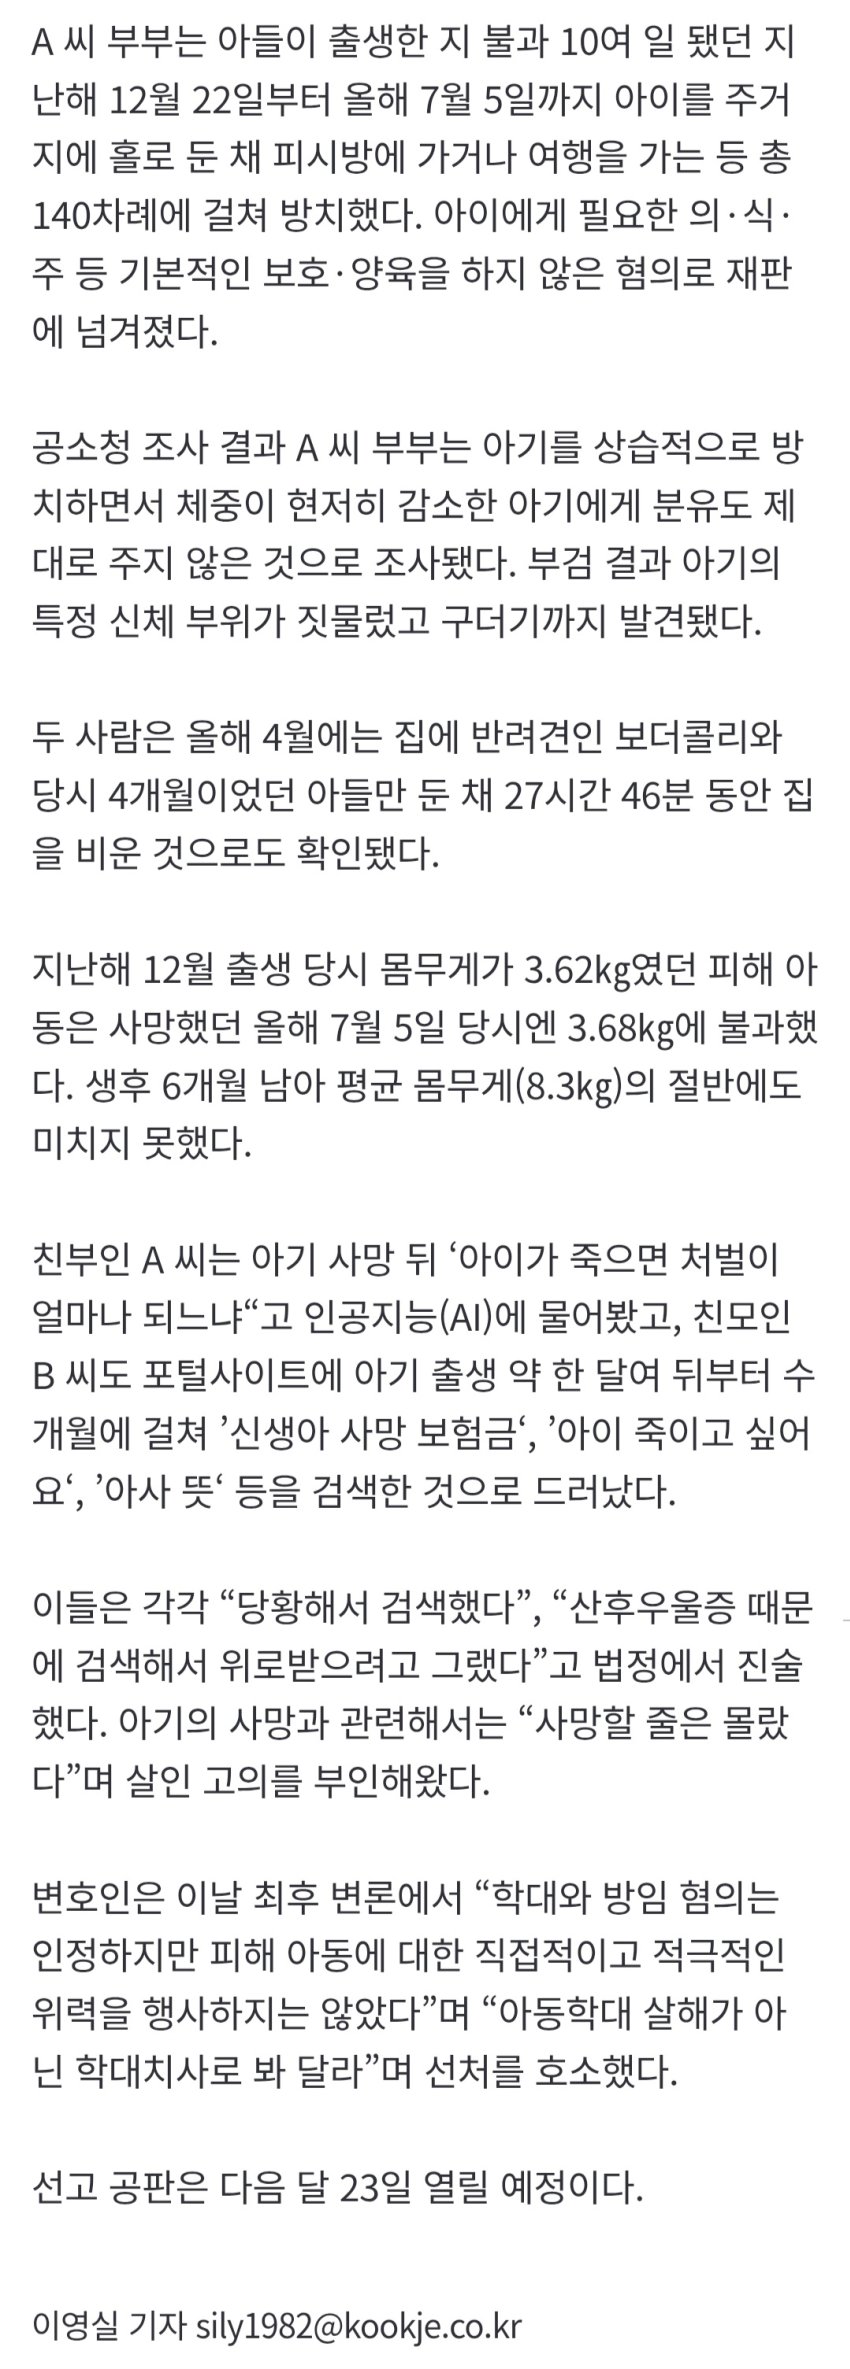 A 씨 부부는 아들이 출생한 지 불과 10여 일 됐던 지
난해 12월 22일부터 올해 7월 5일까지 아이를 주거
지에 홀로 둔 채 피시방에 가거나 여행을 가는 등 총
140차례에 걸쳐 방치했다. 아이에게 필요한 의·식·
주 등 기본적인 보호·양육을 하지 않은 혐의로 재판
에 넘겨졌다.
공소청 조사 결과 A 씨 부부는 아기를 상습적으로 방
치하면서 체중이 현저히 감소한 아기에게 분유도 제
대로 주지 않은 것으로 조사됐다. 부검 결과 아기의
특정 신체 부위가 짓물렀고 구더기까지 발견됐다.
두 사람은 올해 4월에는 집에 반려견인 보더콜리와
당시 4개월이었던 아들만 둔 채 27시간 46분 동안 집
을 비운 것으로도 확인됐다.
지난해 12월 출생 당시 몸무게가 3.62kg였던 피해 아
동은 사망했던 올해 7월 5일 당시엔 3.68kg에 불과했
다. 생후 6개월 남아 평균 몸무게(8.3kg)의 절반에도
미치지 못했다.
친부인 A 씨는 아기 사망 뒤 ‘아이가 죽으면 처벌이
얼마나 되느냐“고 인공지능(AI)에 물어봤고, 친모인
B 씨도 포털사이트에 아기 출생 약 한 달여 뒤부터 수
개월에 걸쳐 ’신생아 사망 보험금‘, ’아이 죽이고 싶어
요‘, ’아사 뜻‘ 등을 검색한 것으로 드러났다.
이들은 각각 “당황해서 검색했다”, “산후우울증 때문
에 검색해서 위로받으려고 그랬다”고 법정에서 진술
했다. 아기의 사망과 관련해서는 “사망할 줄은 몰랐
다”며 살인 고의를 부인해왔다.
변호인은 이날 최후 변론에서 “학대와 방임 혐의는
인정하지만 피해 아동에 대한 직접적이고 적극적인
위력을 행사하지는 않았다”며 “아동학대 살해가 아
닌 학대치사로 봐 달라”며 선처를 호소했다.
선고 공판은 다음 달 23일 열릴 예정이다.
이영실 기자 sily1982@kookje.co.kr